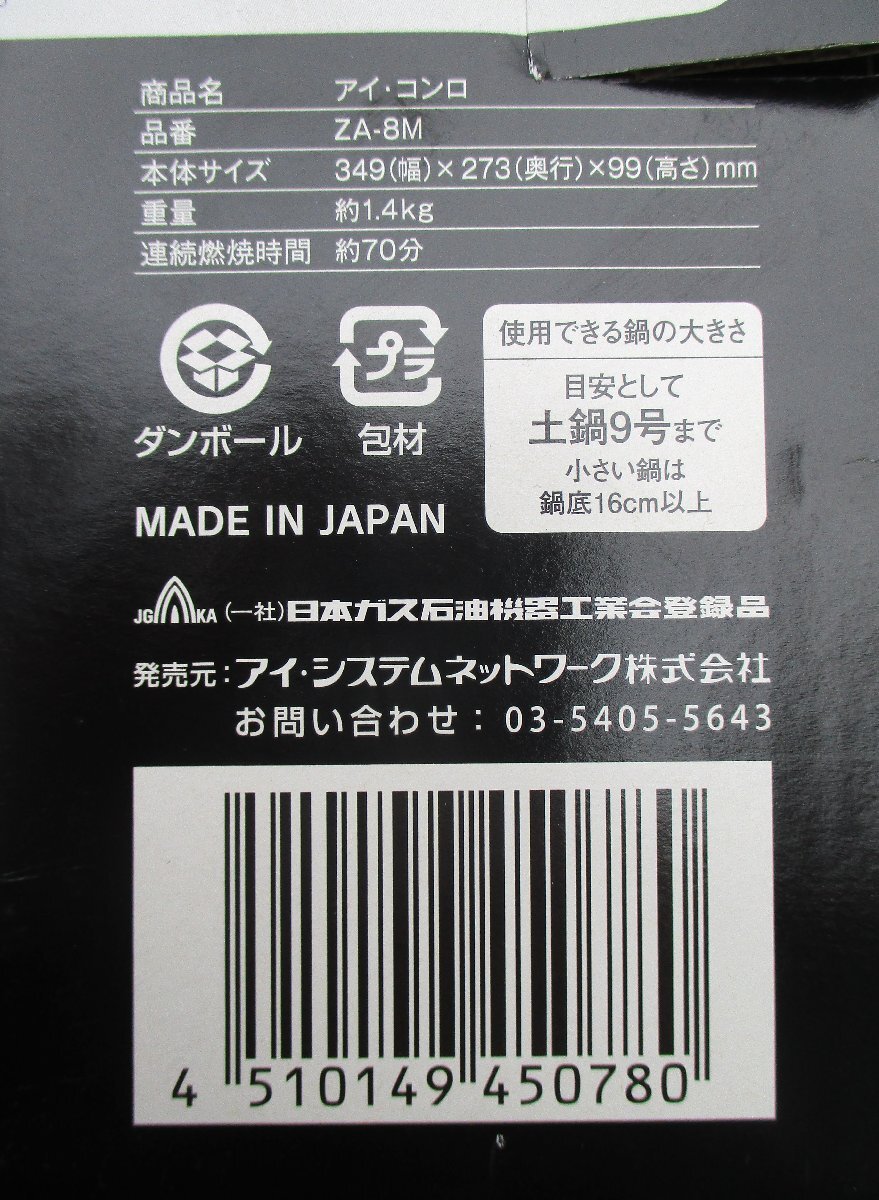 商品名 アイ・コンロ
品番 ZA-8M
本体サイズ 349(幅)×273(奥行)×99(高さ)mm
重量 約1.4kg
連続燃焼時間 約70分
プラ
ダンボール 包材
使用できる鍋の大きさ
目安として
土鍋9号まで
小さい鍋は
鍋底16cm以上
MADE IN JAPAN
JG KA (一社)日本ガス石油機器工業会登録品
発売元:アイ・システムネットワーク株式会社
お問い合わせ: 03-5405-5643
4 510149 450780